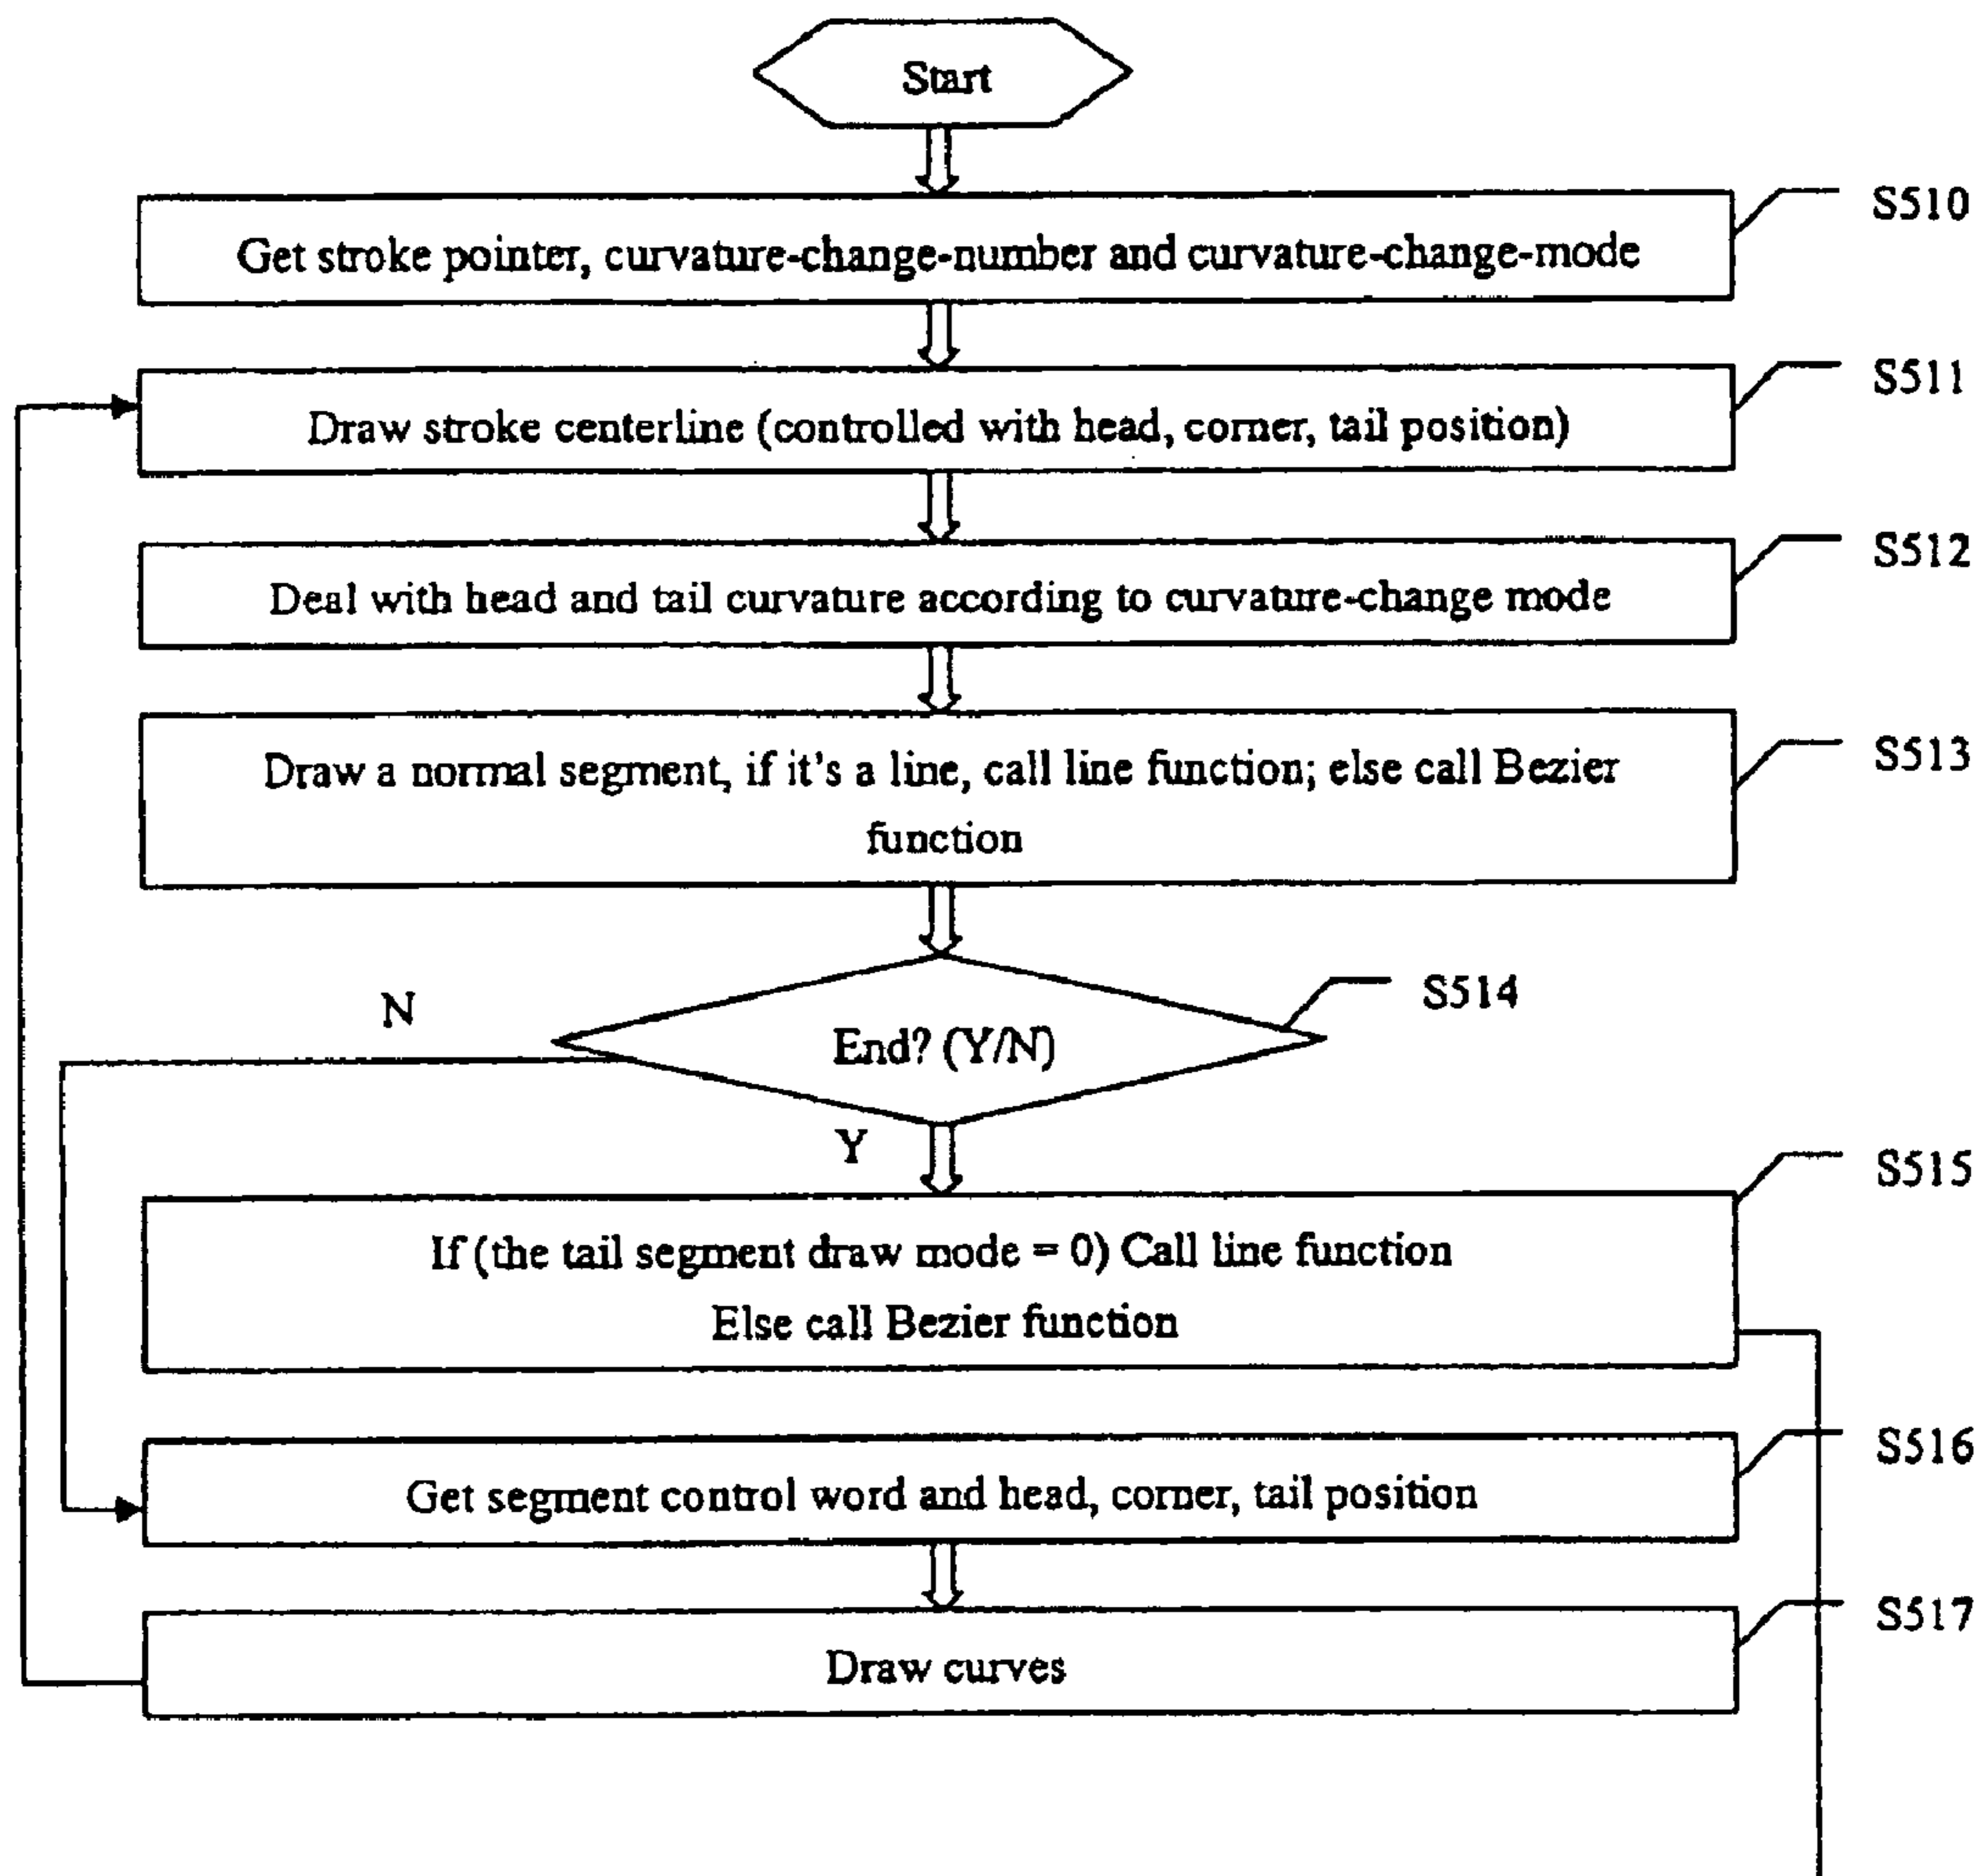 Start
S510
Get stroke pointer, curvature-change-number and curvature-change-mode
S511
Draw stroke centerline (controlled with head, corner, tail position)
S512
Deal with head and tail curvature according to curvature-change mode
S513
Draw a normal segment, if it's a line, call line function; else call Bezier
function
N
S514
End? (Y/N)
Y
S515
If (the tail segment draw mode = 0) Call line function
Else call Bezier function
S516
Get segment control word and head, corner, tail position
S517
Draw curves